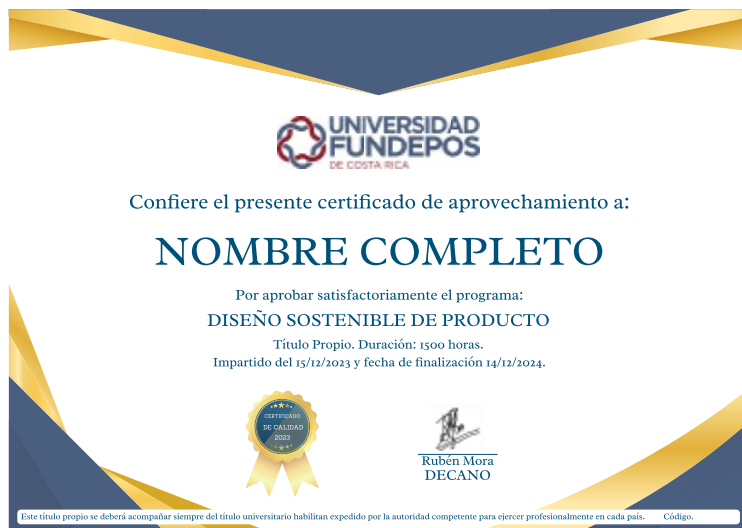 UNIVERSIDAD
FUNDEPOS
DE COSTA RICA
Confiere el presente certificado de aprovechamiento a:
NOMBRE COMPLETO
Por aprobar satisfactoriamente el programa:
DISEÑO SOSTENIBLE DE PRODUCTO
Título Propio. Duración: 1500 horas.
Impartido del 15/12/2023 y fecha de finalización 14/12/2024.
CERTIFICADO
DE CALIDAD
2023
Rubén Mora
DECANO
Este título propio se deberá acompañar siempre del título universitario habilitan expedido por la autoridad competente para ejercer profesionalmente en cada país. Código.